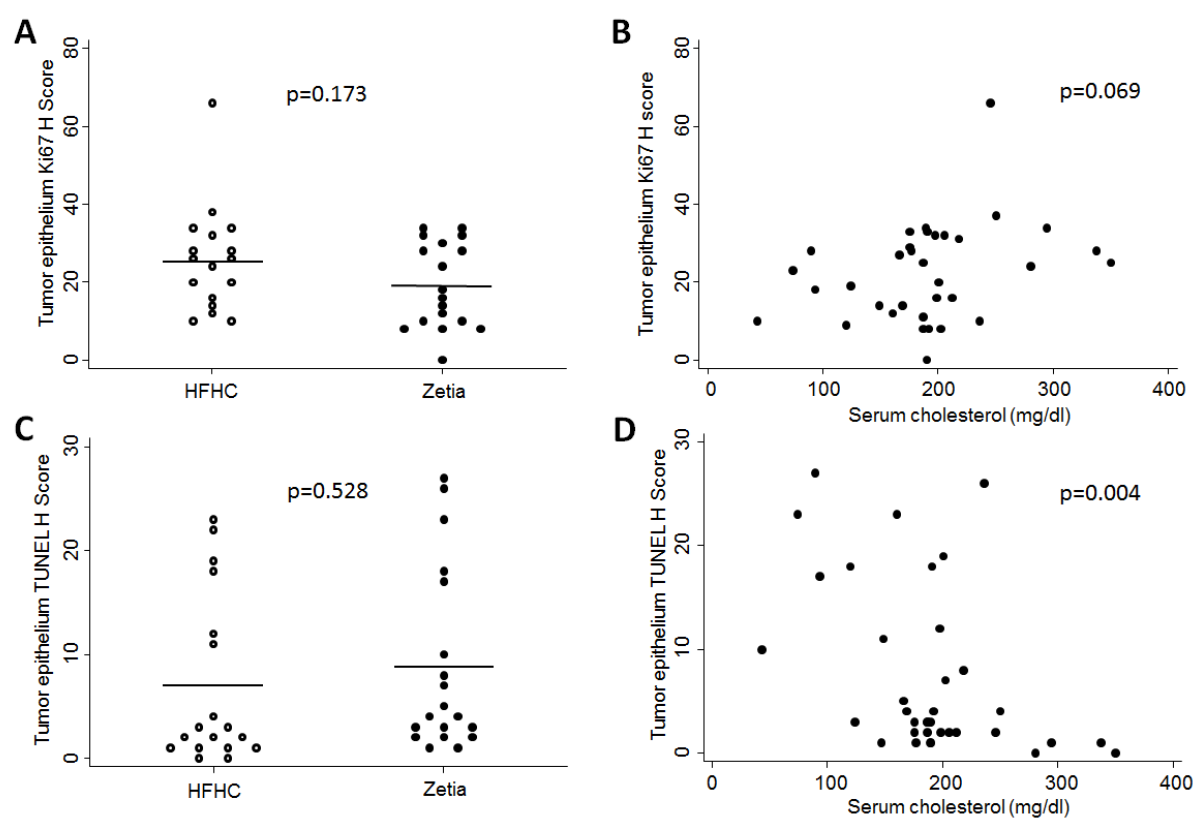 A
Tumor epithelium Ki67 H Score
80
60
40
20
0
p=0.173
HFHC
Zetia
B
Tumor epithelium Ki67 H score
80
60
40
20
0
p=0.069
0
100
200
300
400
Serum cholesterol (mg/dl)
C
Tumor epithelium TUNEL H Score
30
20
10
0
p=0.528
HFHC
Zetia
D
Tumor epithelium TUNEL H Score
30
20
10
0
p=0.004
0
100
200
300
400
Serum cholesterol (mg/dl)